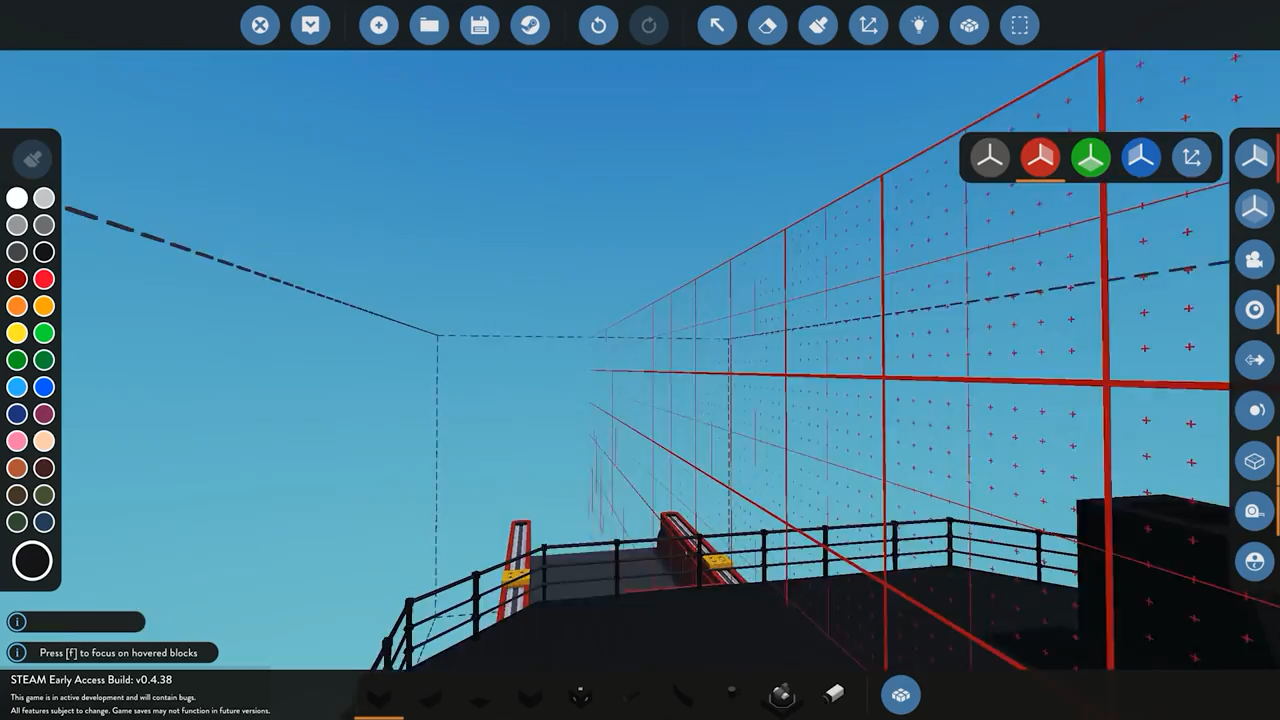 Press [f] to focus on hovered blocks
STEAM Early Access Build: v0.4.38
This game is in active development and will contain bugs.
All features subject to change. Game saves may not function in future versions.